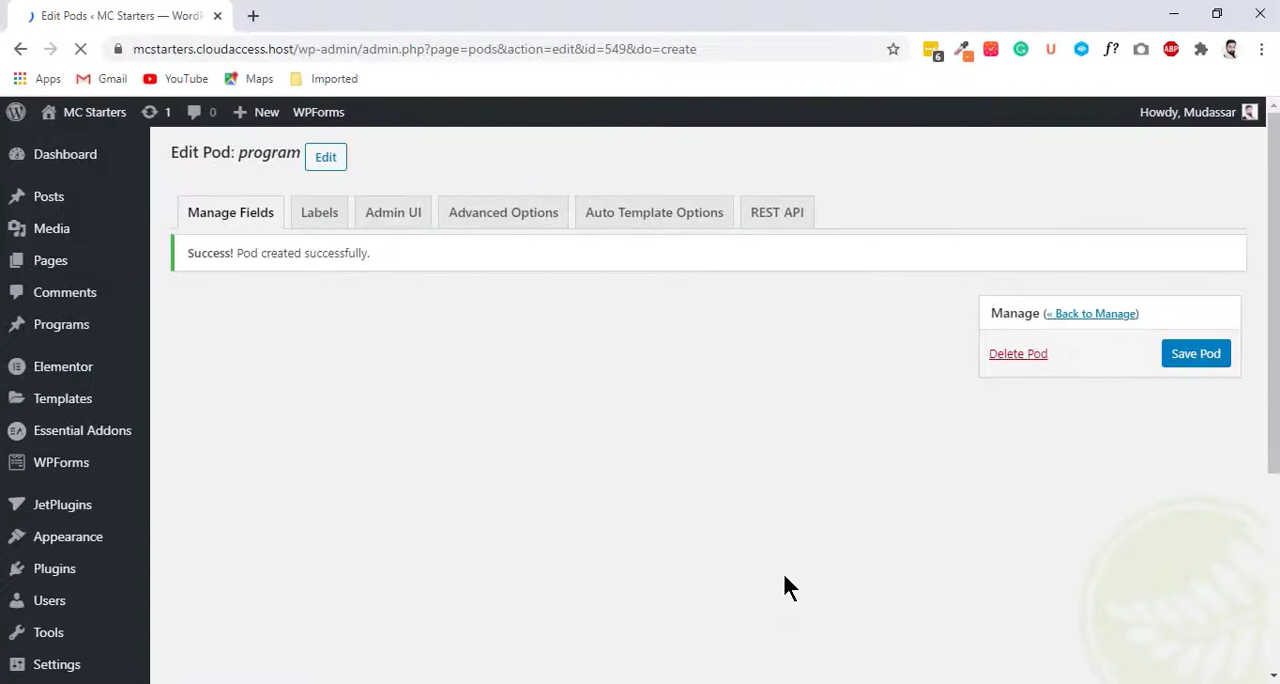 Edit Pods ‹ MC Starters — WordP
mcstarters.cloudaccess.host/wp-admin/admin.php?page=pods&action=edit&id=549&do=create
6
f?
ABP
Apps
Gmail
YouTube
Maps
Imported
MC Starters
1
0
New
WPForms
Howdy, Mudassar
Dashboard
Posts
Media
Pages
Comments
Programs
Elementor
Templates
Essential Addons
WPForms
JetPlugins
Appearance
Plugins
Users
Tools
Settings
Edit Pod: program
Edit
Manage Fields
Labels
Admin UI
Advanced Options
Auto Template Options
REST API
Success! Pod created successfully.
Manage (« Back to Manage)
Delete Pod
Save Pod